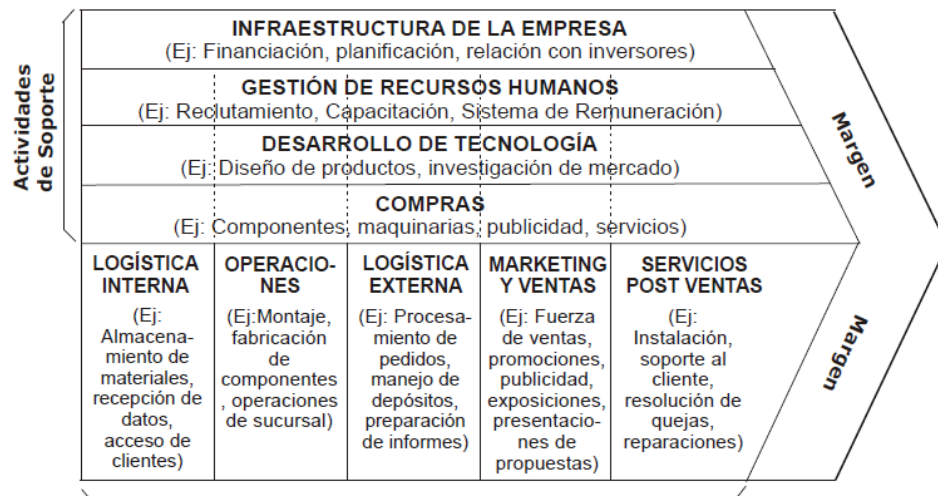 Actividades
de Soporte
INFRAESTRUCTURA DE LA EMPRESA
(Ej: Financiación, planificación, relación con inversores)
GESTIÓN DE RECURSOS HUMANOS
(Ej: Reclutamiento, Capacitación, Sistema de Remuneración)
DESARROLLO DE TECNOLOGÍA
(Ej: Diseño de productos, investigación de mercado)
COMPRAS
(Ej: Componentes, maquinarias, publicidad, servicios)
LOGÍSTICA
INTERNA
(Ej:
Almacena-
miento de
materiales,
recepción de
datos,
acceso de
clientes)
OPERACIO-
NES
(Ej:Montaje,
fabricación
de
componentes
, operaciones
de sucursal)
LOGÍSTICA
EXTERNA
(Ej: Procesa-
miento de
pedidos,
manejo de
depósitos,
preparación
de informes)
MARKETING
Y VENTAS
(Ej: Fuerza
de ventas,
promociones,
publicidad,
exposiciones,
presentacio-
nes de
propuestas)
SERVICIOS
POST VENTAS
(Ej:
Instalación,
soporte al
cliente,
resolución de
quejas,
reparaciones)
Margen
Margen